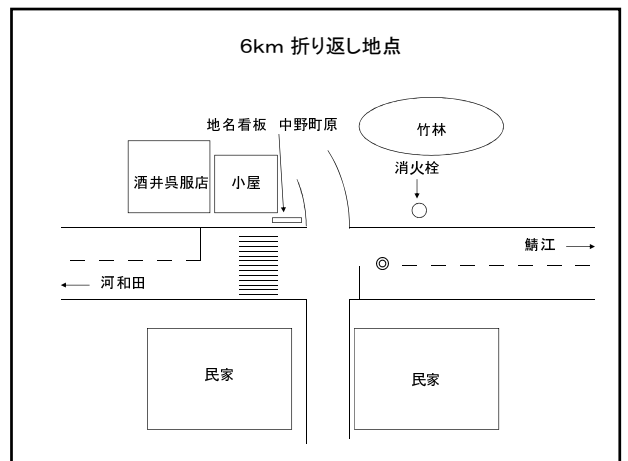 6km 折り返し地点
地名看板 中野町原
竹林
酒井呉服店
小屋
消火栓
鯖江
河和田
民家
民家